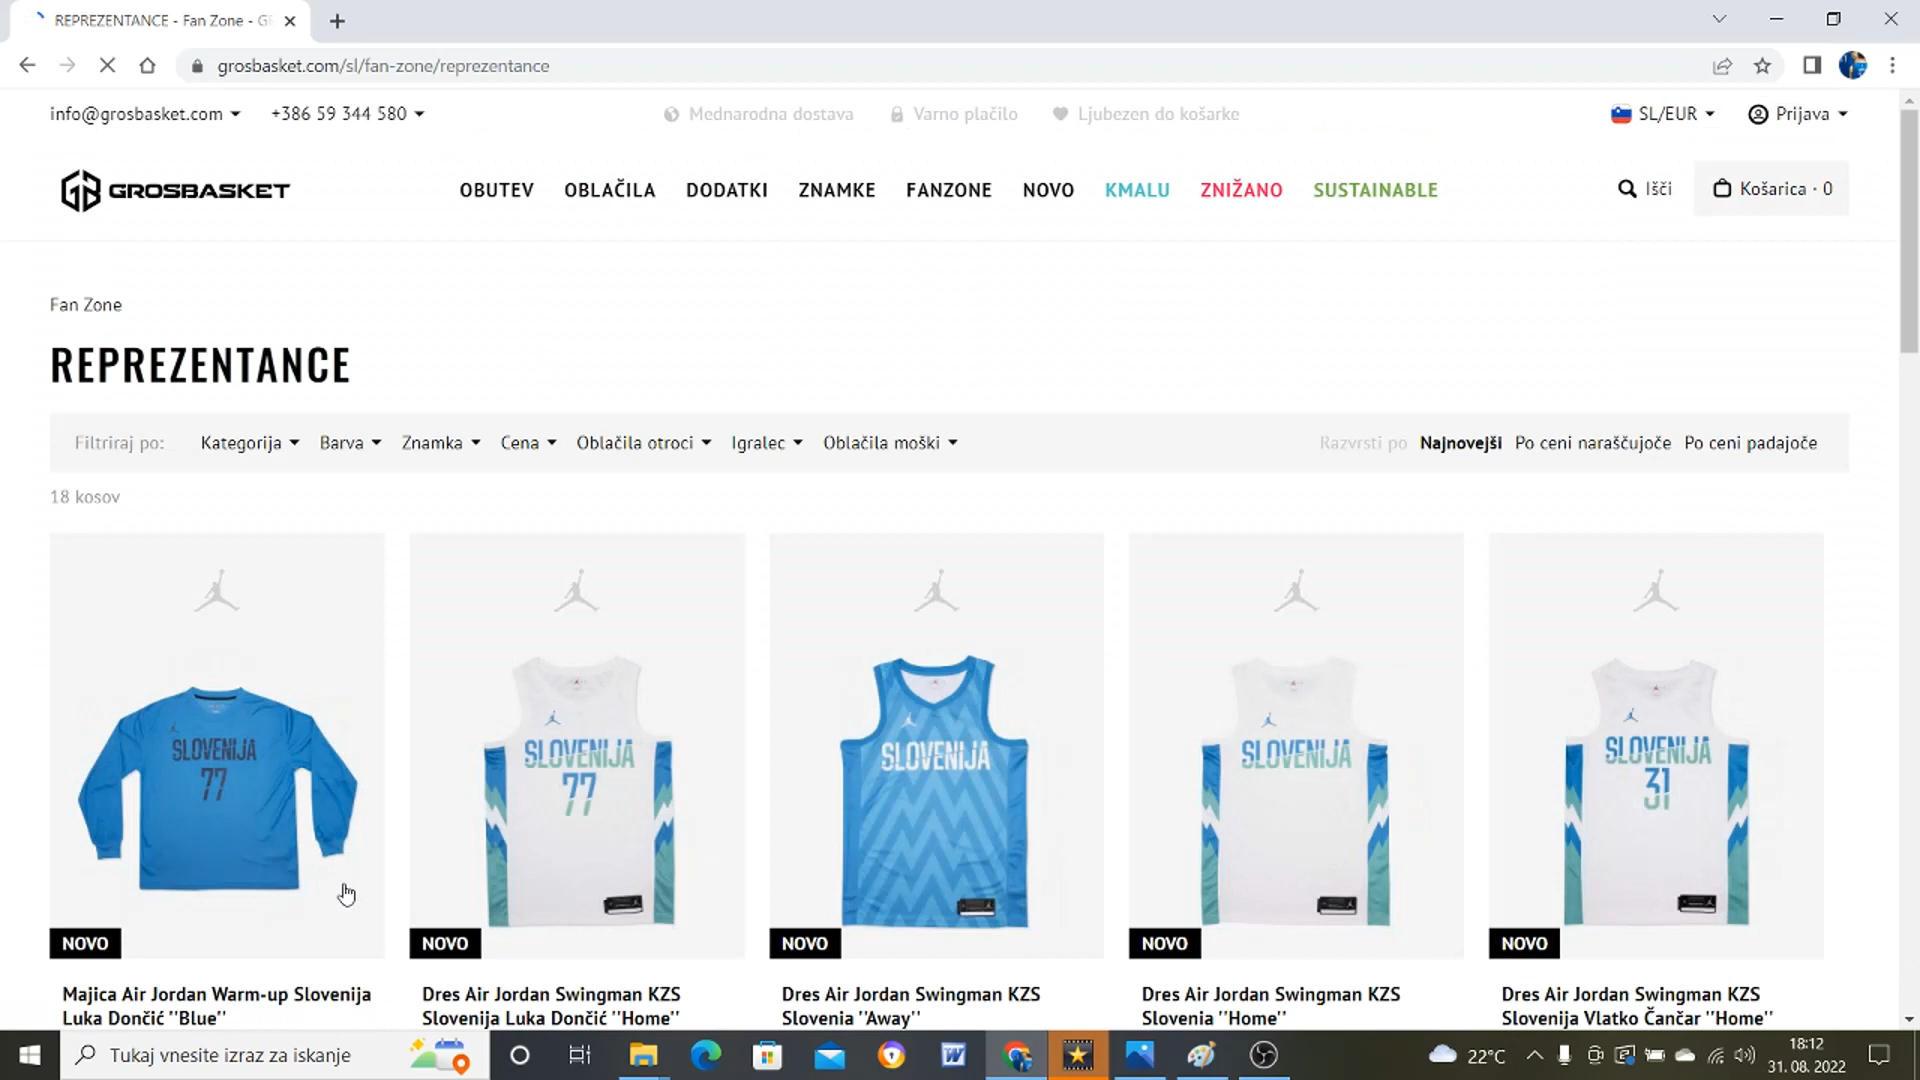 REPREZENTANCE - Fan Zone - GR
grosbasket.com/sl/fan-zone/reprezentance
info@grosbasket.com +386 59 344 580 Mednarodna dostava Varno plačilo Ljubezen do košarke SL/EUR Prijava
GROSBASKET OBUTEV OBLAČILA DODATKI ZNAMKE FANZONE NOVO KMALU ZNIŽANO SUSTAINABLE Išči Košarica · 0
Fan Zone
REPREZENTANCE
Filtriraj po: Kategorija Barva Znamka Cena Oblačila otroci Igralec Oblačila moški Razvrsti po Najnovejši Po ceni naraščujoče Po ceni padajoče
18 kosov
SLOVENIJA SLOVENIJA SLOVENIJA SLOVENIJA SLOVENIJA
77 77 31
NOVO NOVO NOVO NOVO NOVO
Majica Air Jordan Warm-up Slovenija Dres Air Jordan Swingman KZS Dres Air Jordan Swingman KZS Dres Air Jordan Swingman KZS Dres Air Jordan Swingman KZS
Luka Dončić ''Blue'' Slovenija Luka Dončić ''Home'' Slovenia ''Away'' Slovenia ''Home'' Slovenija Vlatko Čančar ''Home''
Tukaj vnesite izraz za iskanje 22°C 18:12
31. 08. 2022